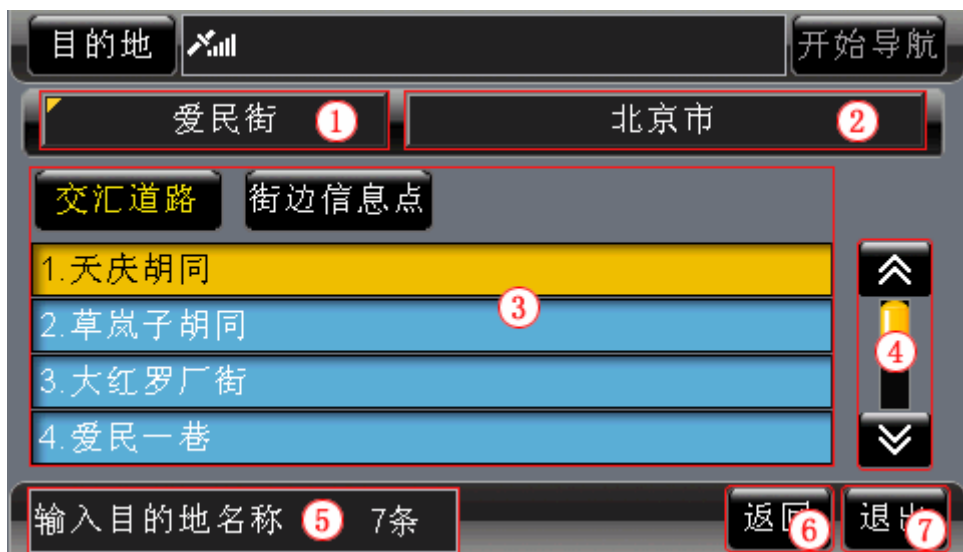 目的地 开始导航
爱民街 ① 北京市 ②
交汇道路 街边信息点
1.天庆胡同
③
2.草岚子胡同
④
3.大红罗厂街
4.爱民一巷
输入目的地名称 ⑤ 7条 返回 ⑥ 退出 ⑦